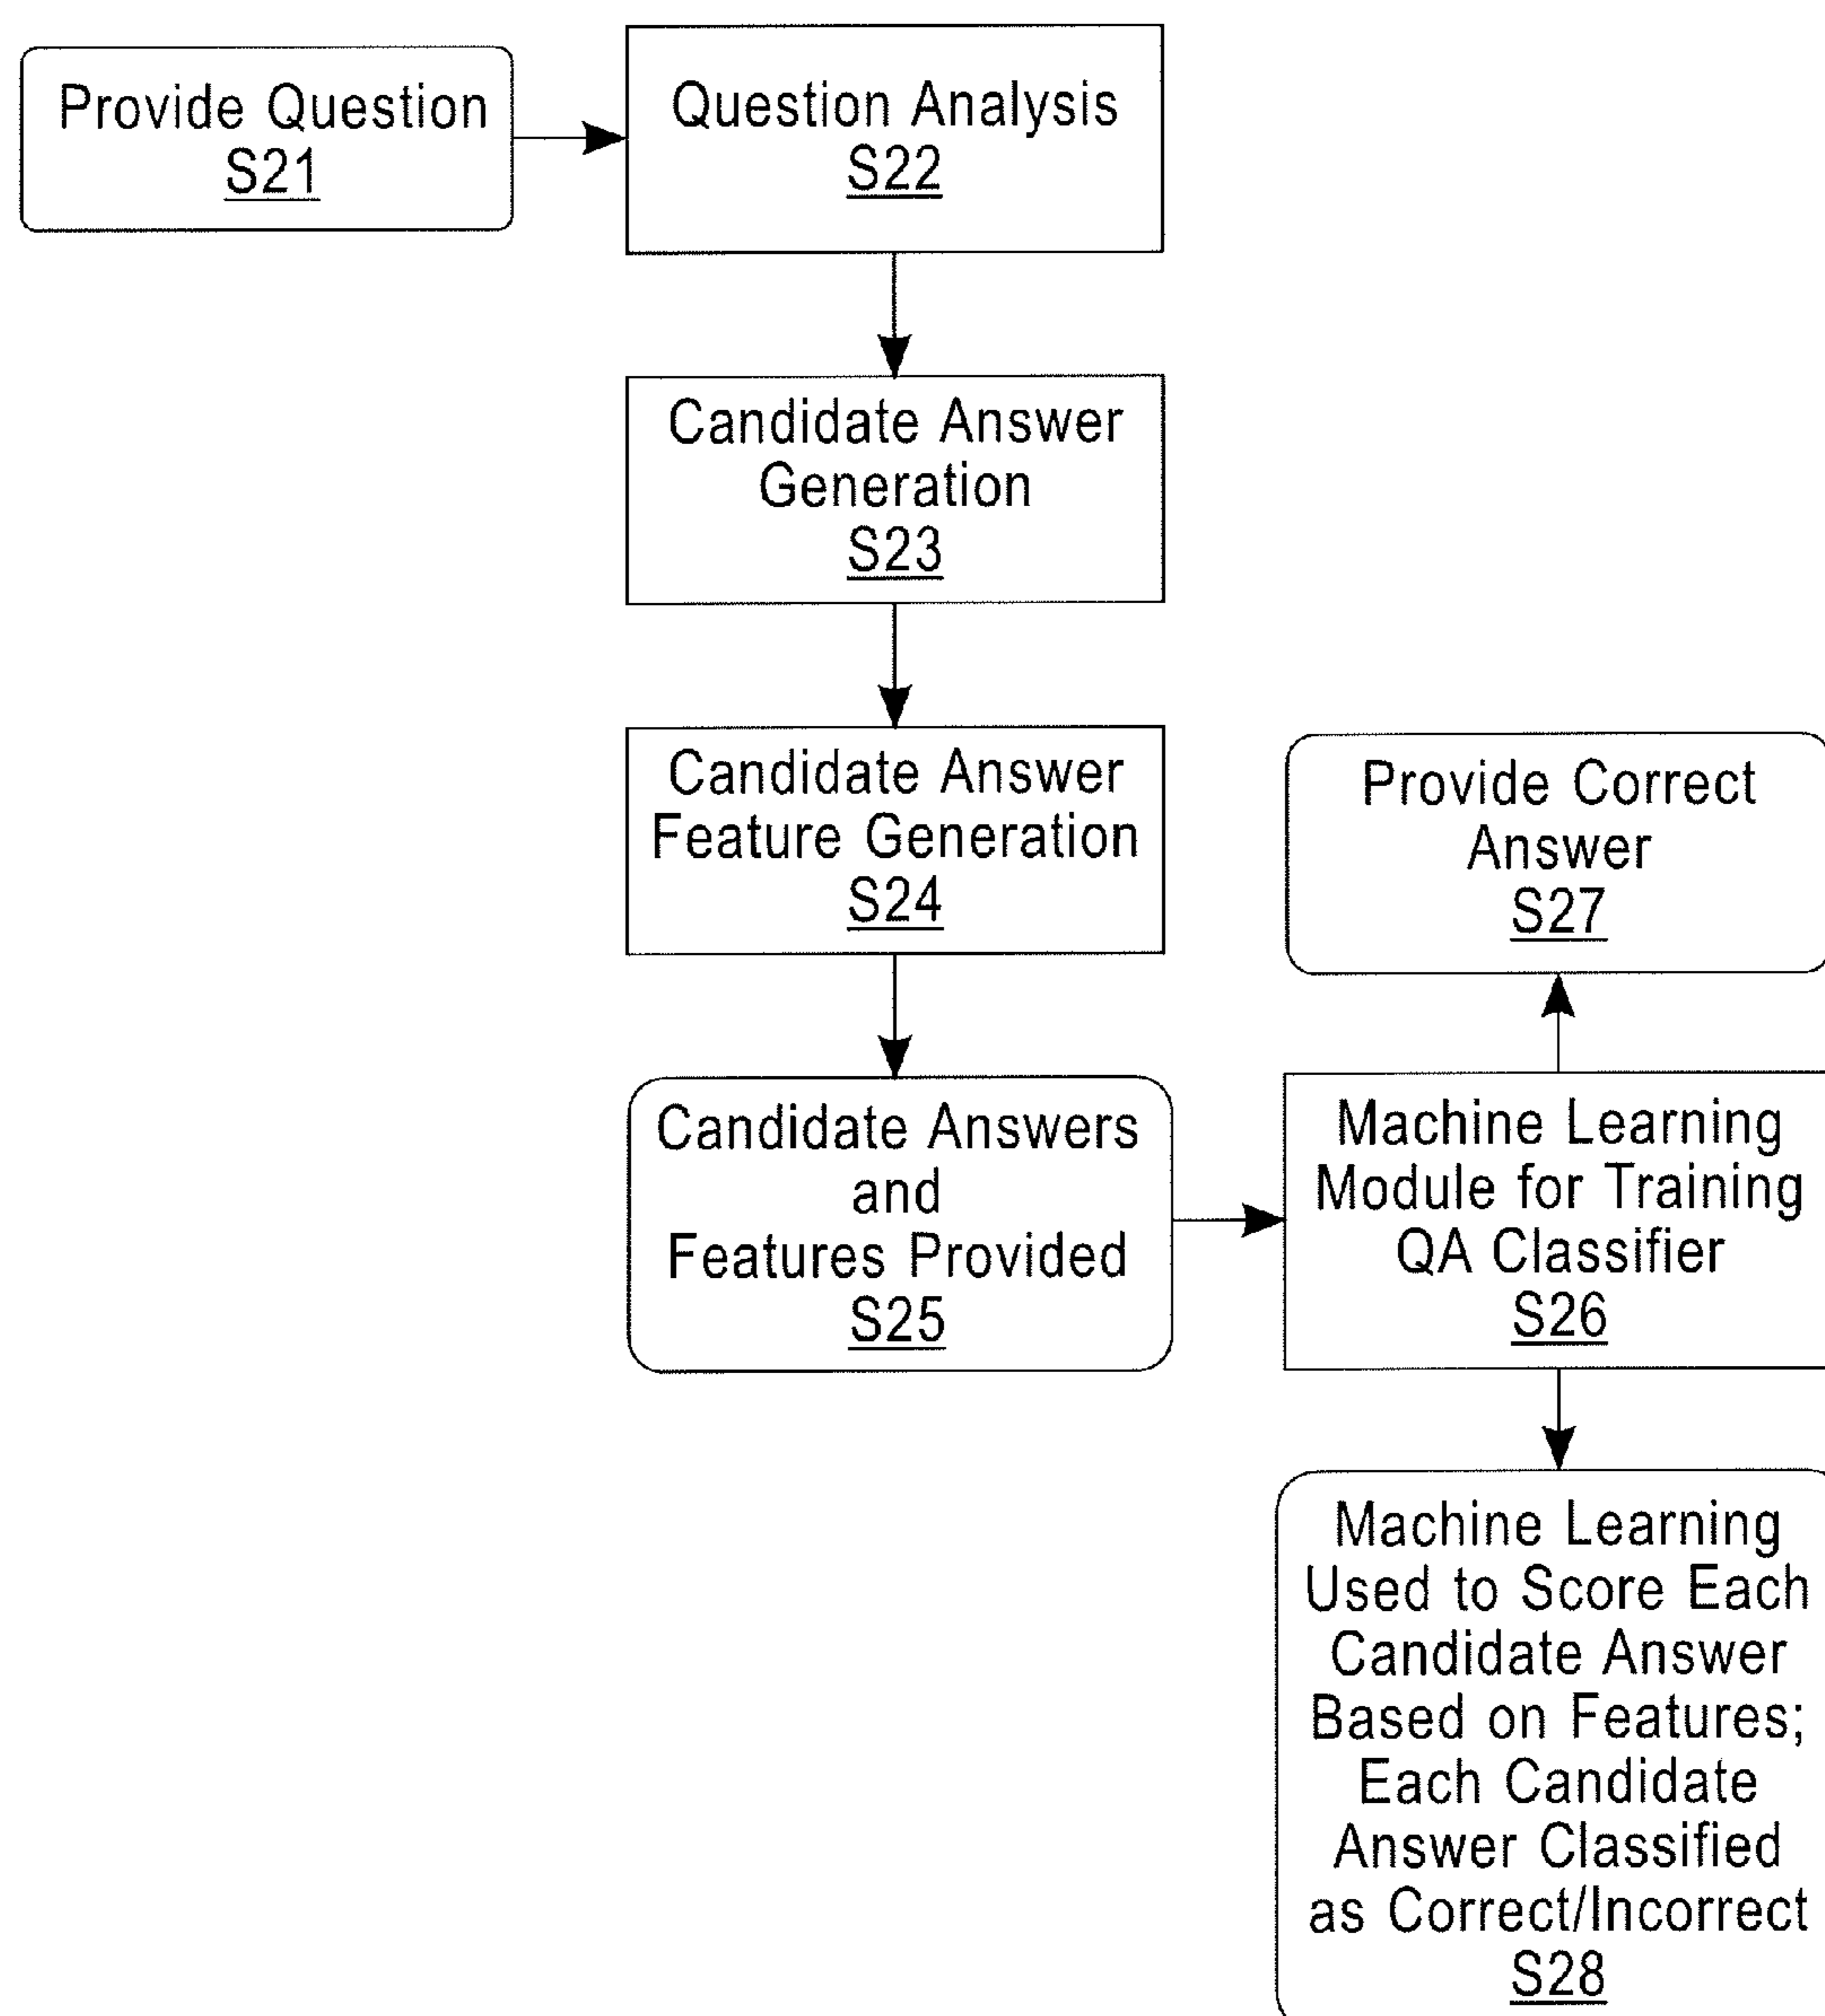 Provide Question
S21
Question Analysis
S22
Candidate Answer
Generation
S23
Candidate Answer
Feature Generation
S24
Candidate Answers
and
Features Provided
S25
Provide Correct
Answer
S27
Machine Learning
Module for Training
QA Classifier
S26
Machine Learning
Used to Score Each
Candidate Answer
Based on Features;
Each Candidate
Answer Classified
as Correct/Incorrect
S28